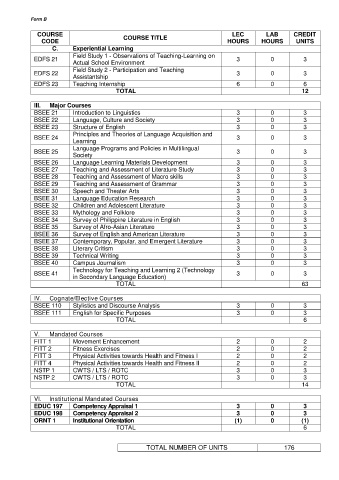 Form B
COURSE CODE COURSE TITLE LEC HOURS LAB HOURS CREDIT UNITS
C. Experiential Learning
EDFS 21 Field Study 1 - Observations of Teaching-Learning on Actual School Environment 3 0 3
EDFS 22 Field Study 2 - Participation and Teaching Assistantship 3 0 3
EDFS 23 Teaching Internship 6 0 6
TOTAL 12
III. Major Courses
BSEE 21 Introduction to Linguistics 3 0 3
BSEE 22 Language, Culture and Society 3 0 3
BSEE 23 Structure of English 3 0 3
BSEE 24 Principles and Theories of Language Acquisition and Learning 3 0 3
BSEE 25 Language Programs and Policies in Multilingual Society 3 0 3
BSEE 26 Language Learning Materials Development 3 0 3
BSEE 27 Teaching and Assessment of Literature Study 3 0 3
BSEE 28 Teaching and Assessment of Macro skills 3 0 3
BSEE 29 Teaching and Assessment of Grammar 3 0 3
BSEE 30 Speech and Theater Arts 3 0 3
BSEE 31 Language Education Research 3 0 3
BSEE 32 Children and Adolescent Literature 3 0 3
BSEE 33 Mythology and Folklore 3 0 3
BSEE 34 Survey of Philippine Literature in English 3 0 3
BSEE 35 Survey of Afro-Asian Literature 3 0 3
BSEE 36 Survey of English and American Literature 3 0 3
BSEE 37 Contemporary, Popular, and Emergent Literature 3 0 3
BSEE 38 Literary Critism 3 0 3
BSEE 39 Technical Writing 3 0 3
BSEE 40 Campus Journalism 3 0 3
BSEE 41 Technology for Teaching and Learning 2 (Technology in Secondary Language Education) 3 0 3
TOTAL 63
IV. Cognate/Elective Courses
BSEE 110 Stylistics and Discourse Analysis 3 0 3
BSEE 111 English for Specific Purposes 3 0 3
TOTAL 6
V. Mandated Courses
FITT 1 Movement Enhancement 2 0 2
FITT 2 Fitness Exercises 2 0 2
FITT 3 Physical Activities towards Health and Fitness I 2 0 2
FITT 4 Physical Activities towards Health and Fitness II 2 0 2
NSTP 1 CWTS / LTS / ROTC 3 0 3
NSTP 2 CWTS / LTS / ROTC 3 0 3
TOTAL 14
VI. Institutional Mandated Courses
EDUC 197 Competency Appraisal 1 3 0 3
EDUC 198 Competency Appraisal 2 3 0 3
ORNT 1 Institutional Orientation (1) 0 (1)
TOTAL 6
TOTAL NUMBER OF UNITS 176